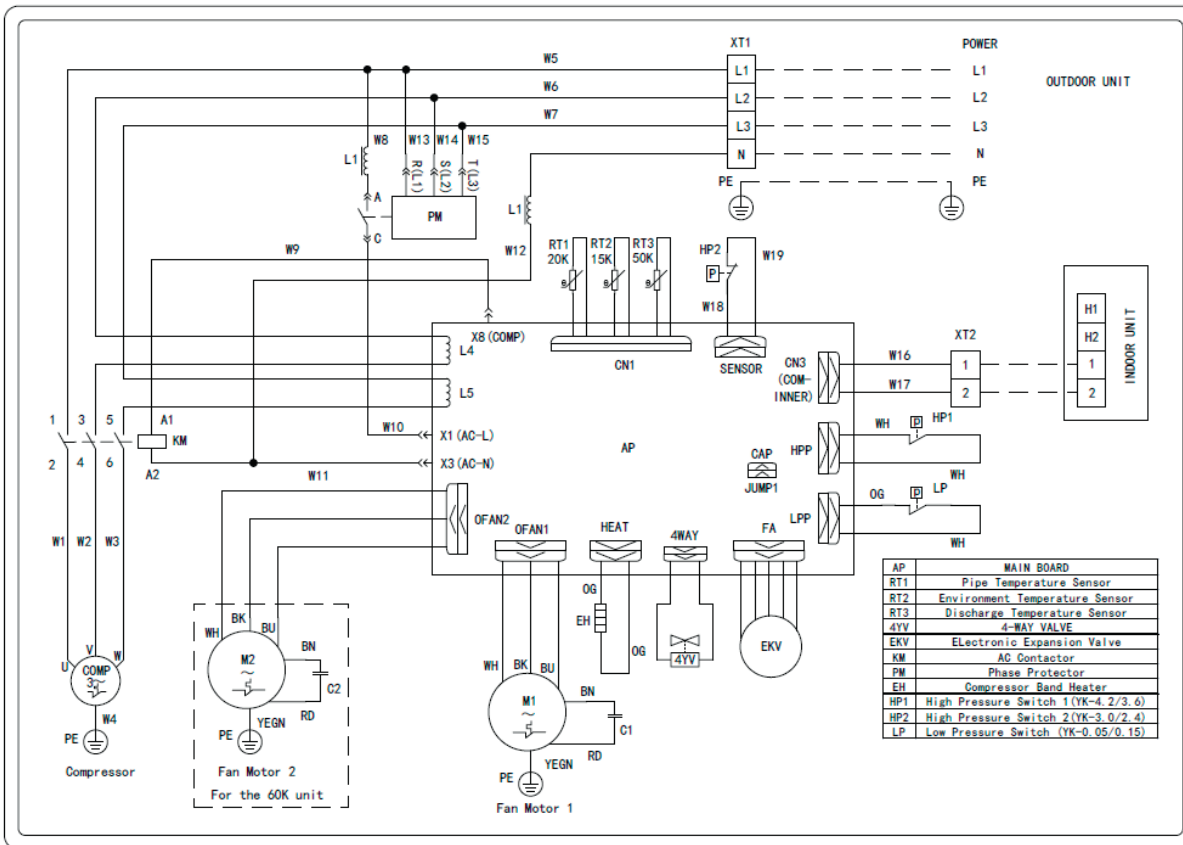 XT1
POWER
W5
L1
L1
OUTDOOR UNIT
W6
L2
L2
W7
L3
L3
W8
W13
W14
W15
N
N
L1
R(L1)
S(L2)
T(L3)
PE
PE
A
PM
L1
C
W9
W12
RT1
20K
RT2
15K
RT3
50K
HP2
P
W19
W18
X8(COMP)
L4
CN1
SENSOR
CN3
(COM-
INNER)
W16
W17
XT2
1
2
H1
H2
1
2
INDOOR UNIT
L5
1
3
5
A1
KM
2
4
6
A2
W10
X1(AC-L)
X3(AC-N)
W11
AP
CAP
JUMP1
HPP
WH
P
HP1
WH
LPP
OG
P
LP
WH
OFAN2
OFAN1
HEAT
4WAY
FA
W1
W2
W3
OG
EH
OG
4YV
EKV
WH
BK
BU
BN
M2
C2
RD
YEGN
PE
Fan Motor 2
For the 60K unit
U
V
W
COMP
3
W4
PE
Compressor
WH
BK
BU
BN
M1
C1
RD
YEGN
PE
Fan Motor 1
AP MAIN BOARD
RT1 Pipe Temperature Sensor
RT2 Environment Temperature Sensor
RT3 Discharge Temperature Sensor
4YV 4-WAY VALVE
EKV ELectronic Expansion Valve
KM AC Contactor
PM Phase Protector
EH Compressor Band Heater
HP1 High Pressure Switch 1(YK-4.2/3.6)
HP2 High Pressure Switch 2(YK-3.0/2.4)
LP Low Pressure Switch (YK-0.05/0.15)